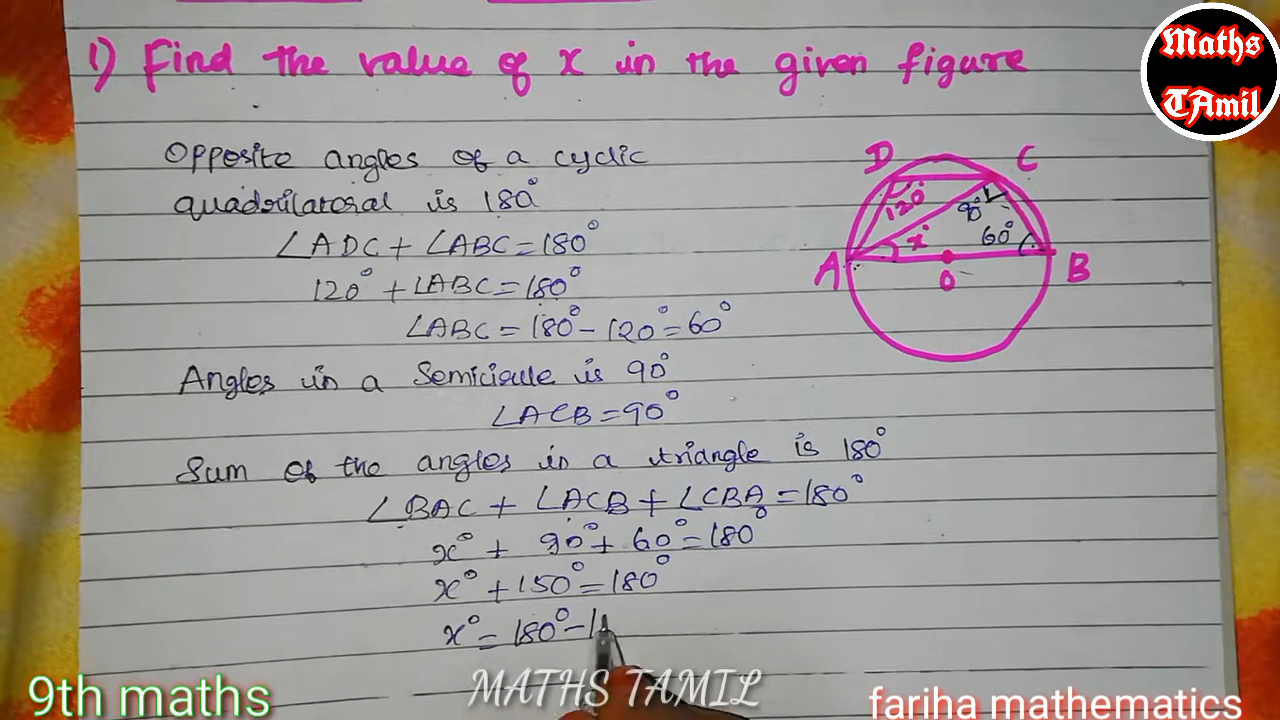 1) Find the value of x in the given figure
Maths
TAmil
Opposite angles of a cyclic
quadrilateral is 180°
∠ADC + ∠ABC = 180°
120° + ∠ABC = 180°
∠ABC = 180° - 120° = 60°
Angles in a Semicircle is 90°
∠ACB = 90°
Sum of the angles in a triangle is 180°
∠BAC + ∠ACB + ∠CBA = 180°
x° + 90° + 60° = 180°
x° + 150° = 180°
x° = 180° - 1
D
C
120°
90°
x°
60°
A
O
B
MATHS TAMIL
9th maths
fariha mathematics